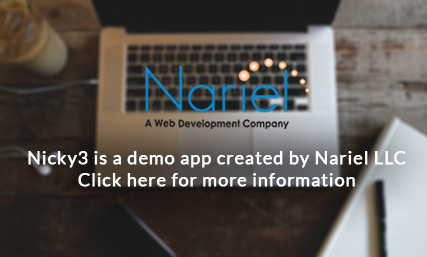 Nariel
A Web Development Company
Nicky3 is a demo app created by Nariel LLC
Click here for more information